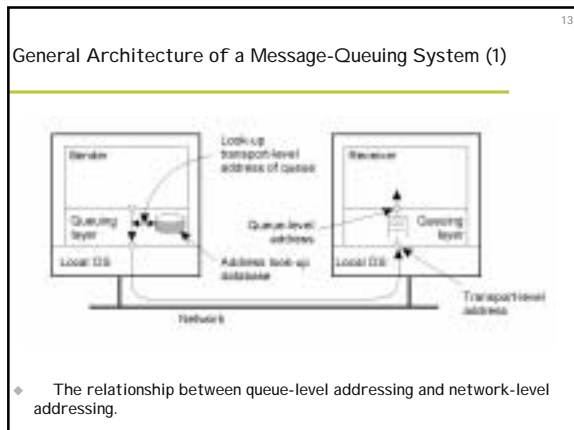 13
General Architecture of a Message-Queuing System (1)
Look-up
transport-level
address of queue
Sender
Receiver
Queuing
layer
Queue-level
address
Queuing
layer
Local OS
Address look-up
database
Local OS
Transport-level
address
Network
The relationship between queue-level addressing and network-level
addressing.